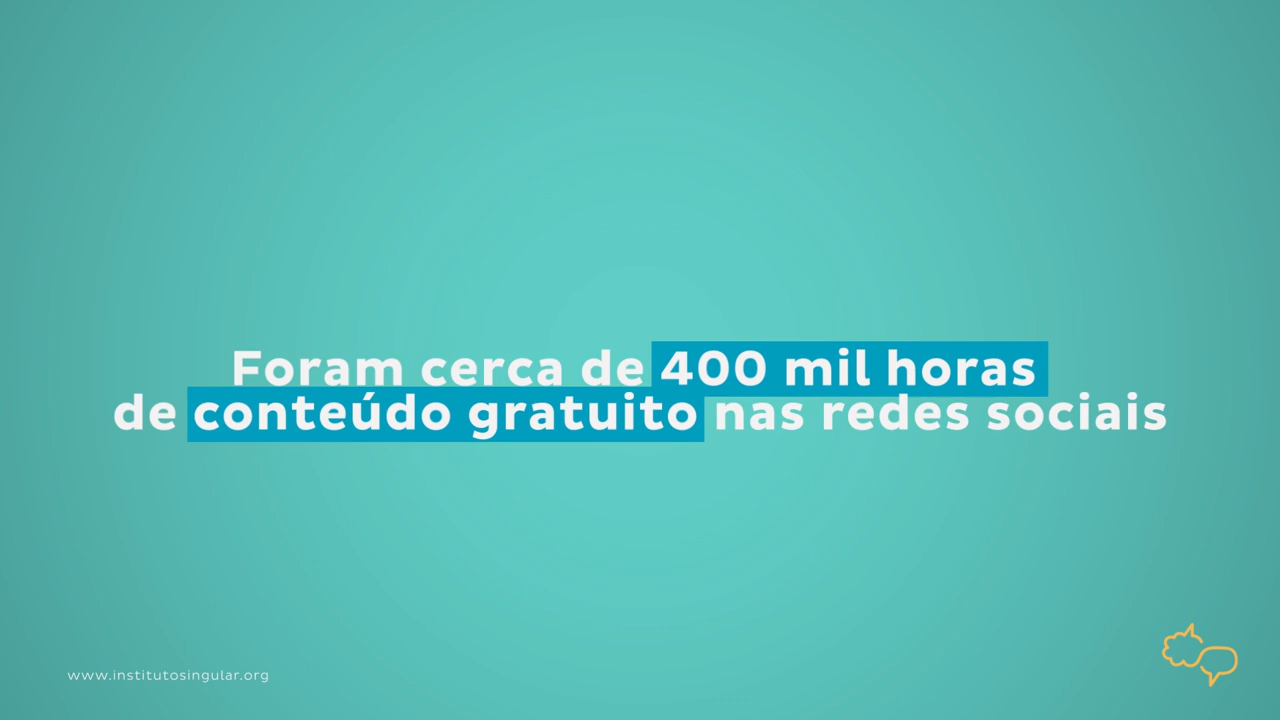 Foram cerca de 400 mil horas
de conteúdo gratuito nas redes sociais
www.institutosingular.org